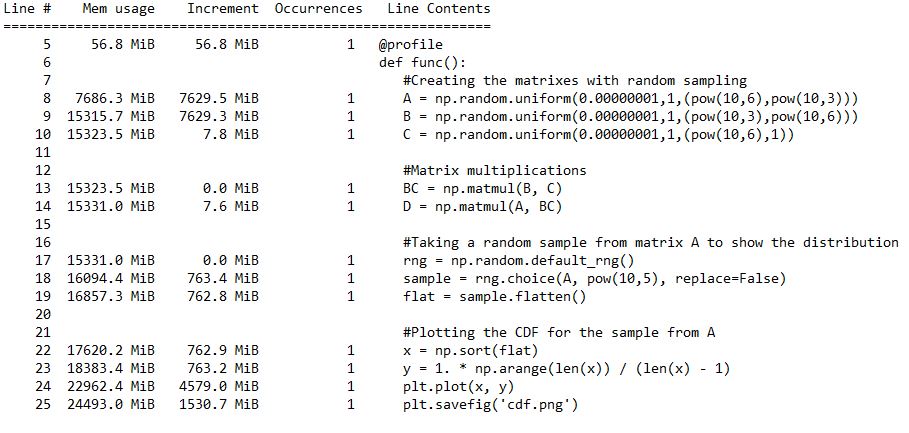 Line # Mem usage Increment Occurrences Line Contents
=============================================================
5 56.8 MiB 56.8 MiB 1 @profile
6 def func():
7 #Creating the matrixes with random sampling
8 7686.3 MiB 7629.5 MiB 1 A = np.random.uniform(0.00000001,1,(pow(10,6),pow(10,3)))
9 15315.7 MiB 7629.3 MiB 1 B = np.random.uniform(0.00000001,1,(pow(10,3),pow(10,6)))
10 15323.5 MiB 7.8 MiB 1 C = np.random.uniform(0.00000001,1,(pow(10,6),1))
11
12 #Matrix multiplications
13 15323.5 MiB 0.0 MiB 1 BC = np.matmul(B, C)
14 15331.0 MiB 7.6 MiB 1 D = np.matmul(A, BC)
15
16 #Taking a random sample from matrix A to show the distribution
17 15331.0 MiB 0.0 MiB 1 rng = np.random.default_rng()
18 16094.4 MiB 763.4 MiB 1 sample = rng.choice(A, pow(10,5), replace=False)
19 16857.3 MiB 762.8 MiB 1 flat = sample.flatten()
20
21 #Plotting the CDF for the sample from A
22 17620.2 MiB 762.9 MiB 1 x = np.sort(flat)
23 18383.4 MiB 763.2 MiB 1 y = 1. * np.arange(len(x)) / (len(x) - 1)
24 22962.4 MiB 4579.0 MiB 1 plt.plot(x, y)
25 24493.0 MiB 1530.7 MiB 1 plt.savefig('cdf.png')